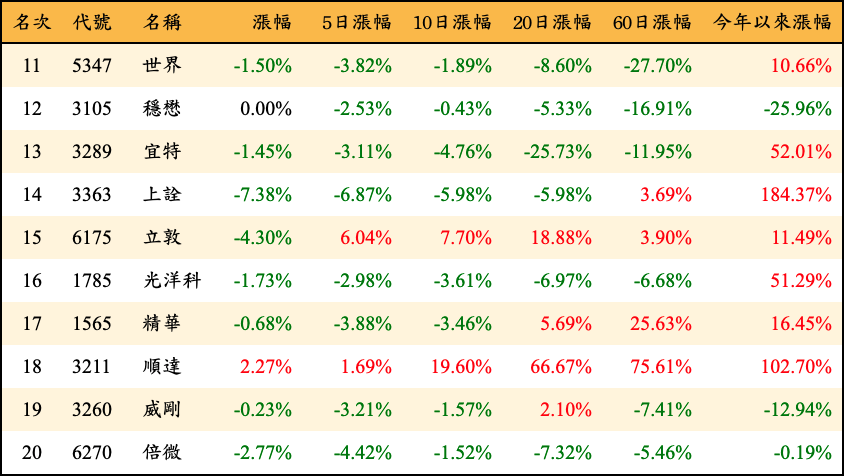 名次 代號 名稱 漲幅 5日漲幅 10日漲幅 20日漲幅 60日漲幅 今年以來漲幅
11 5347 世界 -1.50% -3.82% -1.89% -8.60% -27.70% 10.66%
12 3105 穩懋 0.00% -2.53% -0.43% -5.33% -16.91% -25.96%
13 3289 宜特 -1.45% -3.11% -4.76% -25.73% -11.95% 52.01%
14 3363 上詮 -7.38% -6.87% -5.98% -5.98% 3.69% 184.37%
15 6175 立敦 -4.30% 6.04% 7.70% 18.88% 3.90% 11.49%
16 1785 光洋科 -1.73% -2.98% -3.61% -6.97% -6.68% 51.29%
17 1565 精華 -0.68% -3.88% -3.46% 5.69% 25.63% 16.45%
18 3211 順達 2.27% 1.69% 19.60% 66.67% 75.61% 102.70%
19 3260 威剛 -0.23% -3.21% -1.57% 2.10% -7.41% -12.94%
20 6270 倍微 -2.77% -4.42% -1.52% -7.32% -5.46% -0.19%